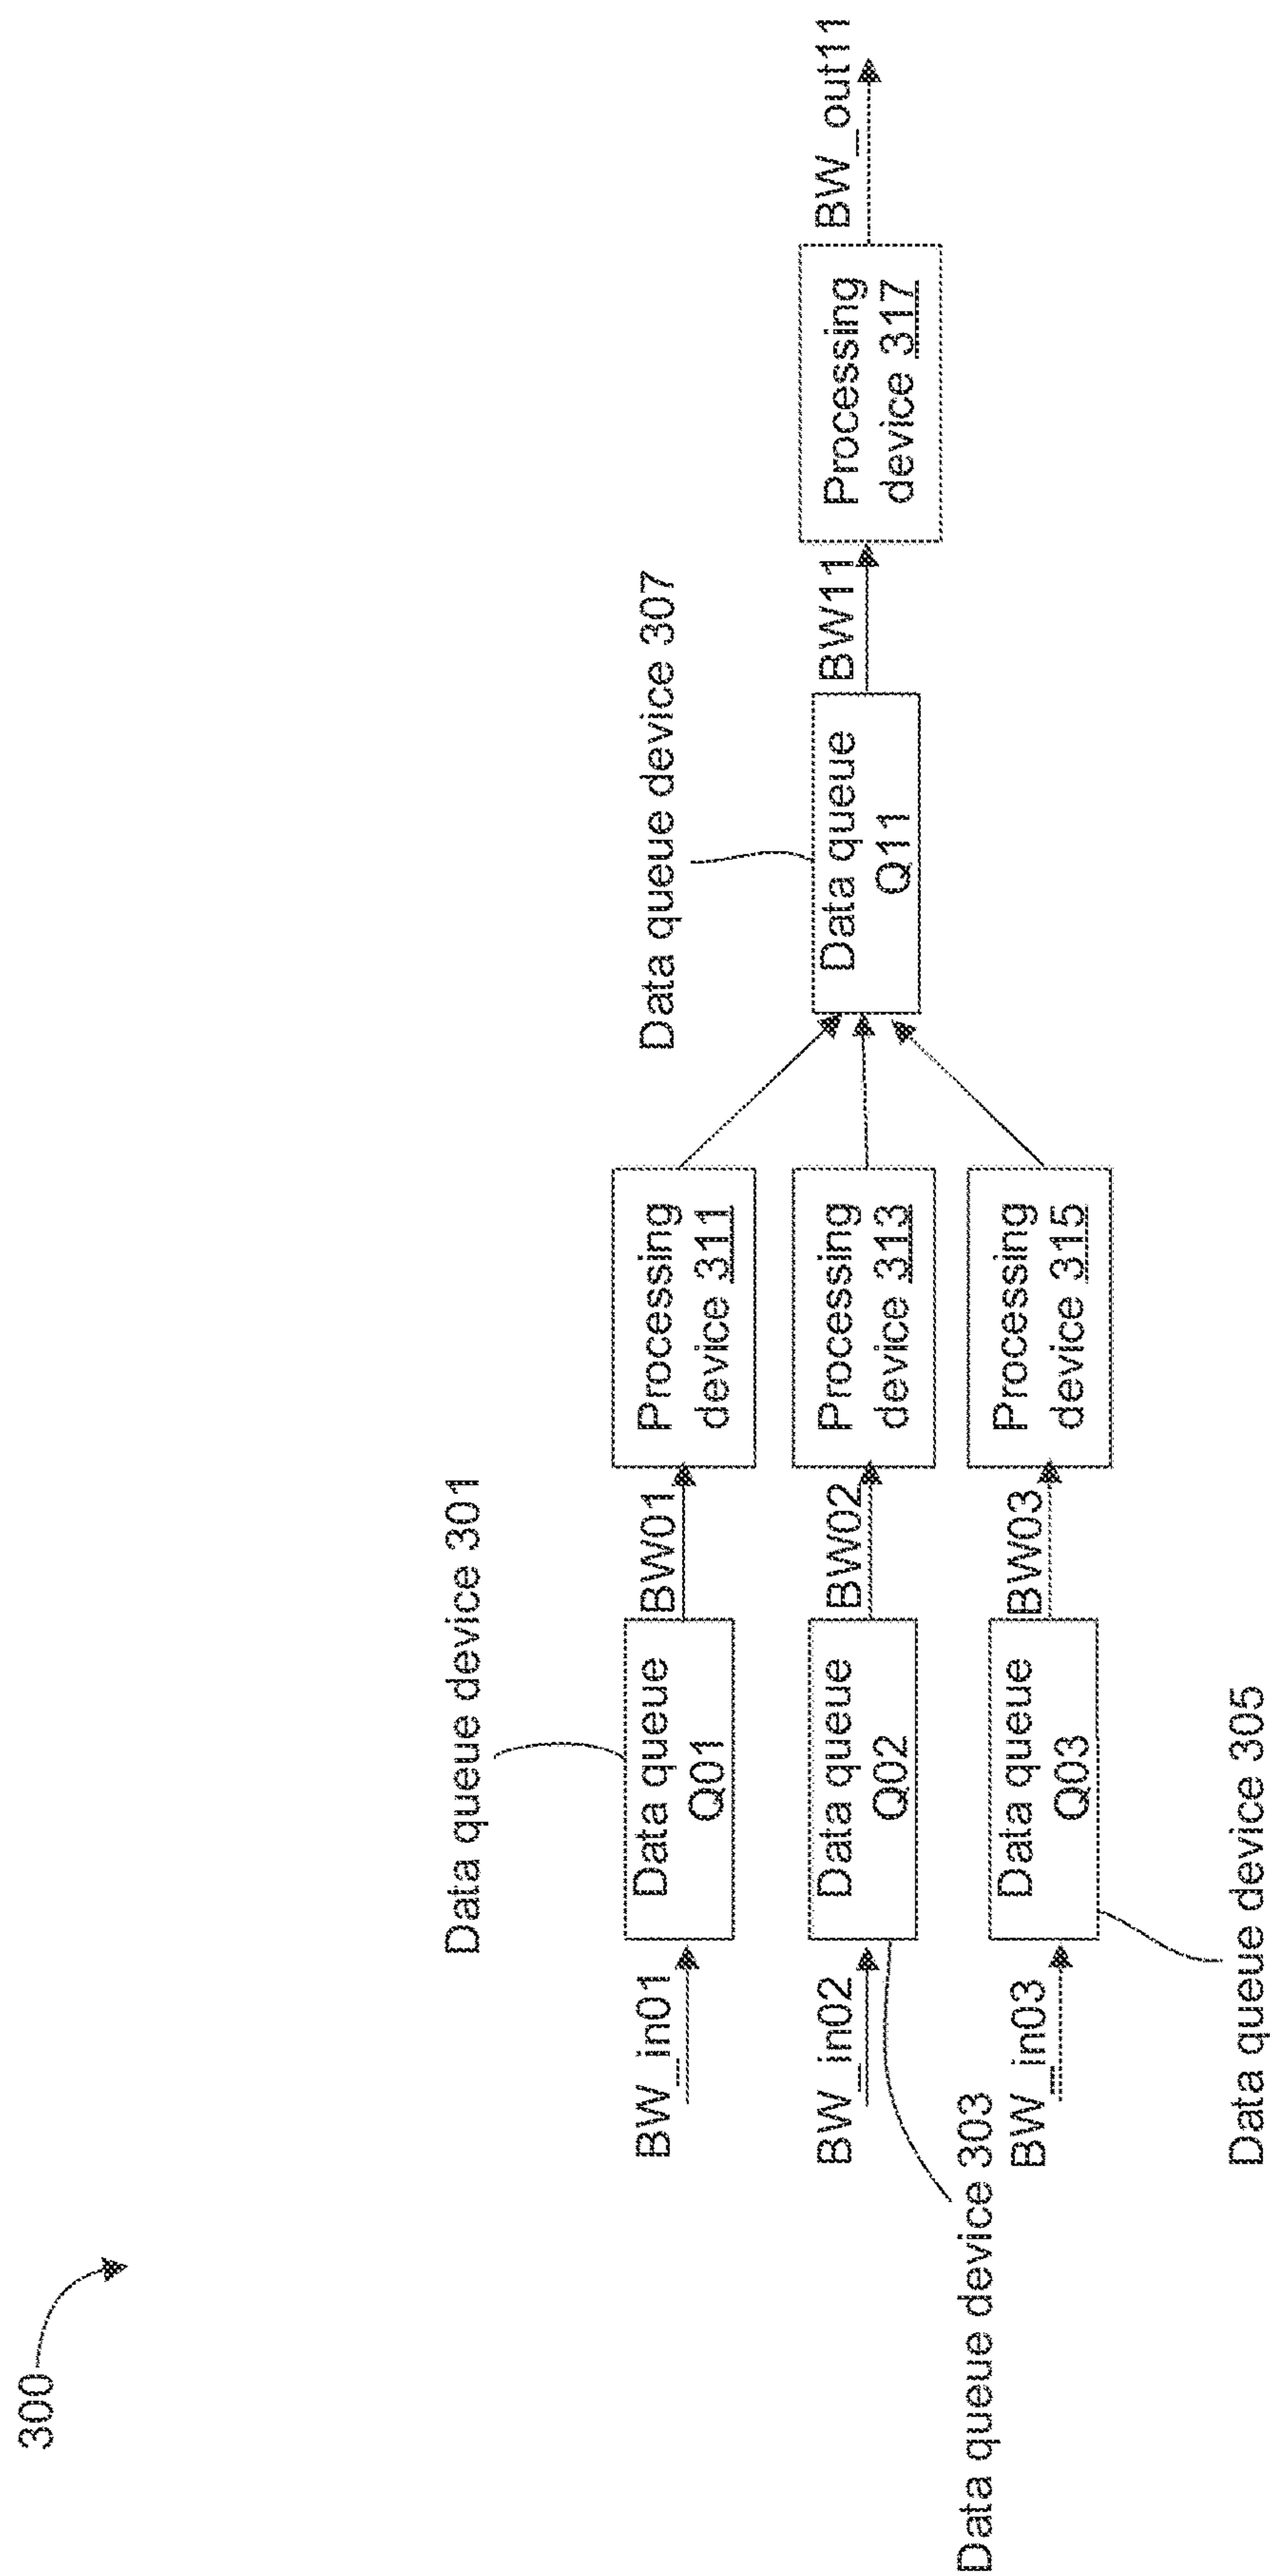 300
Data queue device 301
BW_in01
Data queue
Q01
BW01
Processing
device 311
BW_in02
Data queue
Q02
BW02
Processing
device 313
Data queue device 303
BW_in03
Data queue
Q03
BW03
Processing
device 315
Data queue device 305
Data queue device 307
Data queue
Q11
BW11
Processing
device 317
BW_out11